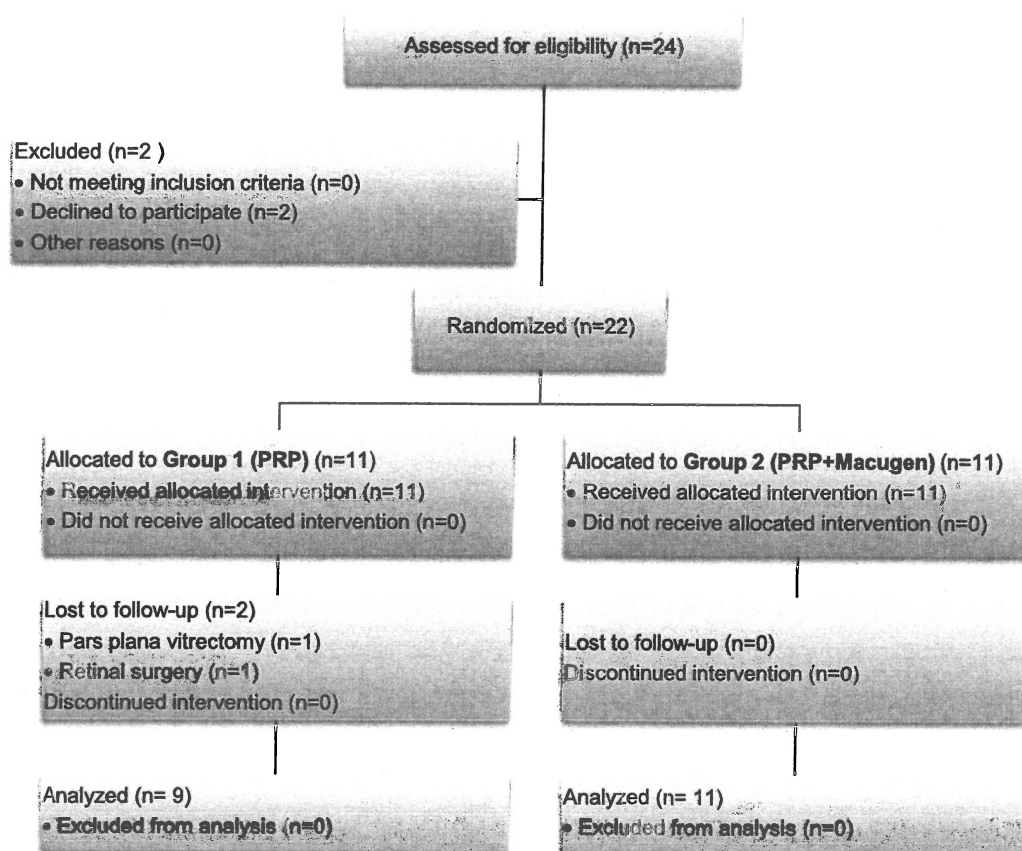 Assessed for eligibility (n=24)
Excluded (n=2 )
• Not meeting inclusion criteria (n=0)
• Declined to participate (n=2)
• Other reasons (n=0)
Randomized (n=22)
Allocated to Group 1 (PRP) (n=11)
• Received allocated intervention (n=11)
• Did not receive allocated intervention (n=0)
Allocated to Group 2 (PRP+Macugen) (n=11)
• Received allocated intervention (n=11)
• Did not receive allocated intervention (n=0)
Lost to follow-up (n=2)
• Pars plana vitrectomy (n=1)
• Retinal surgery (n=1)
Discontinued intervention (n=0)
Lost to follow-up (n=0)
Discontinued intervention (n=0)
Analyzed (n= 9)
• Excluded from analysis (n=0)
Analyzed (n= 11)
• Excluded from analysis (n=0)